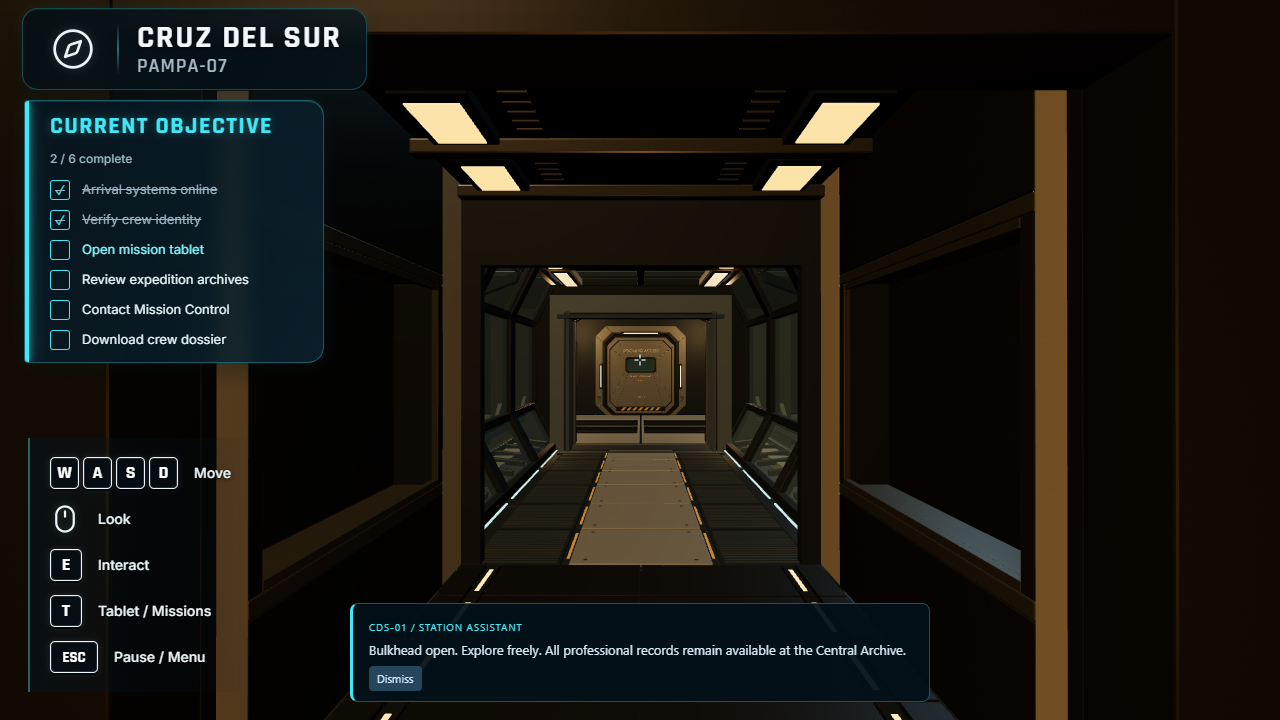 CRUZ DEL SUR
PAMPA-07
CURRENT OBJECTIVE
2 / 6 complete
Arrival systems online
Verify crew identity
Open mission tablet
Review expedition archives
Contact Mission Control
Download crew dossier
W A S D Move
Look
E Interact
T Tablet / Missions
ESC Pause / Menu
CDS-01 / STATION ASSISTANT
Bulkhead open. Explore freely. All professional records remain available at the Central Archive.
Dismiss